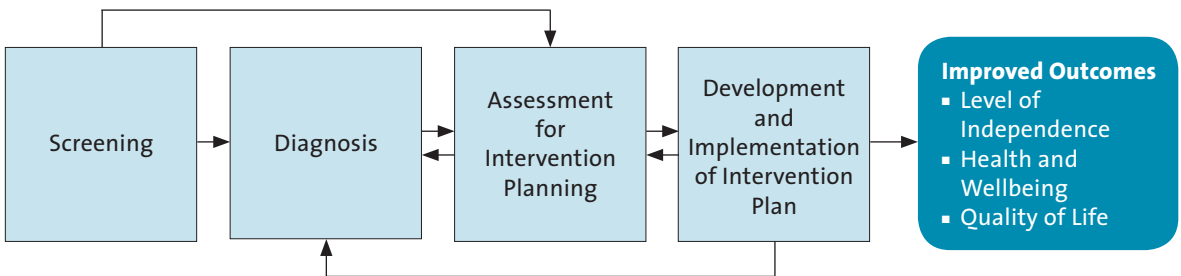 Screening
Diagnosis
Assessment
for
Intervention
Planning
Development
and
Implementation
of Intervention
Plan
Improved Outcomes
▪ Level of
Independence
▪ Health and
Wellbeing
▪ Quality of Life